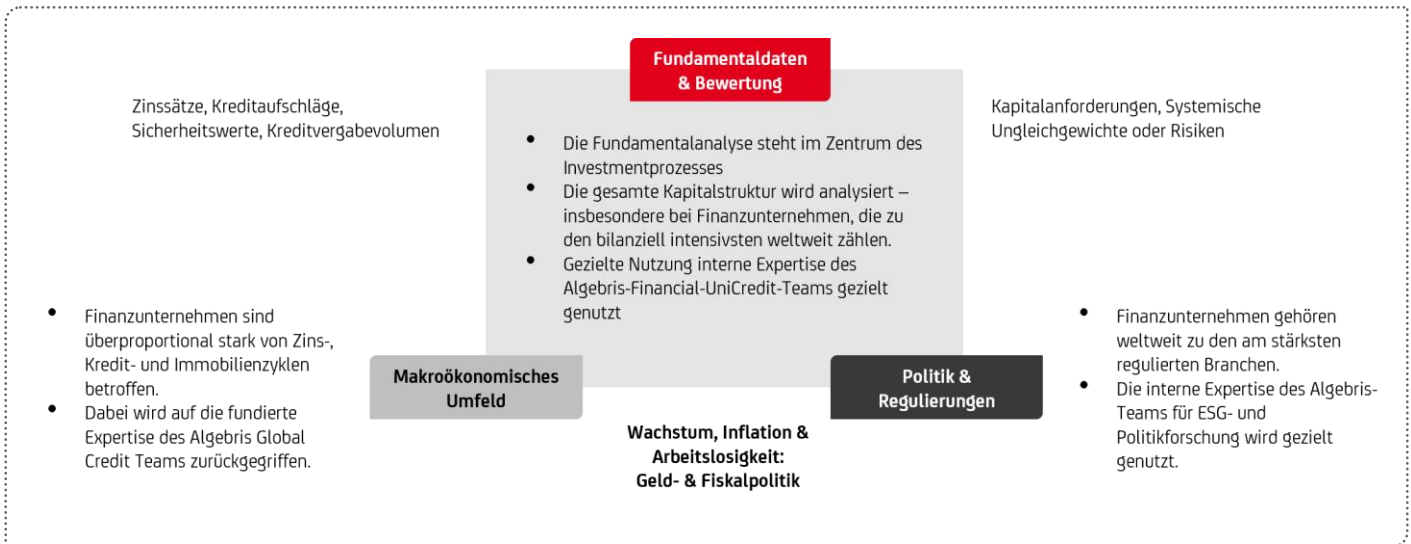 Fundamentaldaten
& Bewertung
Zinssätze, Kreditaufschläge,
Sicherheitswerte, Kreditvergabevolumen
Kapitalanforderungen, Systemische
Ungleichgewichte oder Risiken
• Die Fundamentalanalyse steht im Zentrum des
Investmentprozesses
• Die gesamte Kapitalstruktur wird analysiert –
insbesondere bei Finanzunternehmen, die zu
den bilanziell intensivsten weltweit zählen.
• Gezielte Nutzung interne Expertise des
Algebris-Financial-UniCredit-Teams gezielt
genutzt
• Finanzunternehmen sind
überproportional stark von Zins-,
Kredit- und Immobilienzyklen
betroffen.
• Dabei wird auf die fundierte
Expertise des Algebris Global
Credit Teams zurückgegriffen.
Makroökonomisches
Umfeld
Politik &
Regulierungen
• Finanzunternehmen gehören
weltweit zu den am stärksten
regulierten Branchen.
• Die interne Expertise des Algebris-
Teams für ESG- und
Politikforschung wird gezielt
genutzt.
Wachstum, Inflation &
Arbeitslosigkeit:
Geld- & Fiskalpolitik